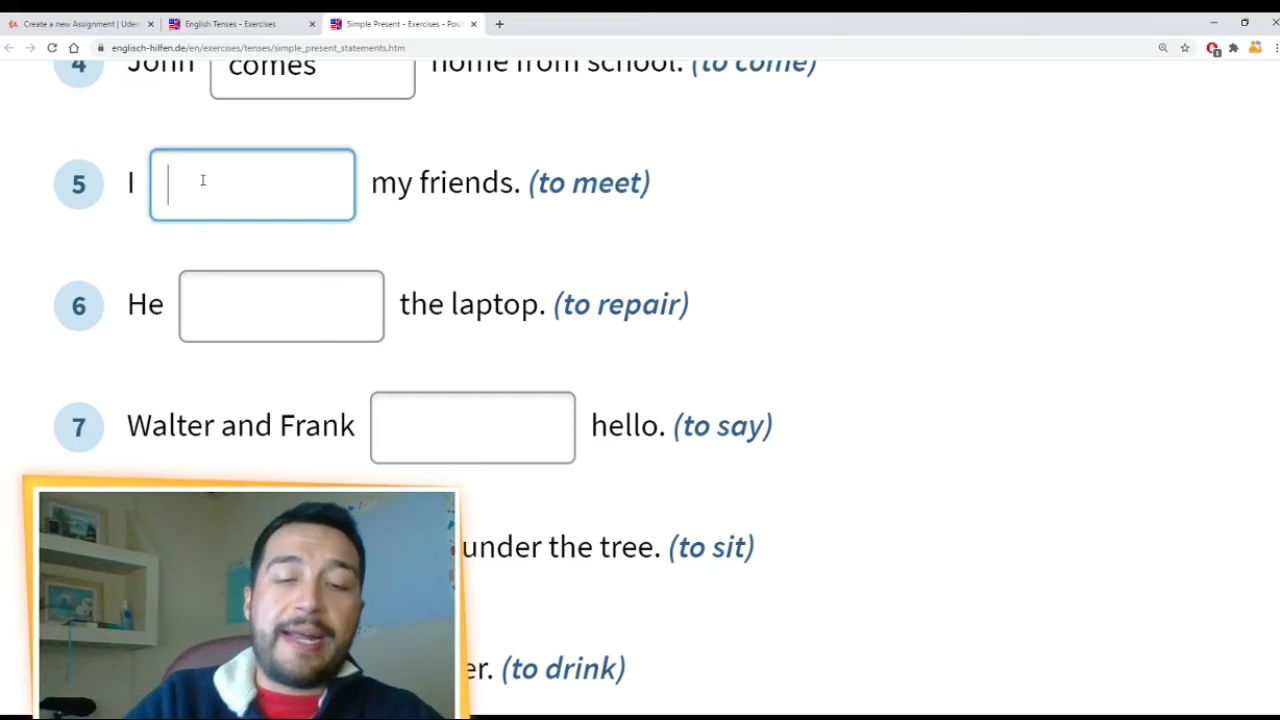 Create a new Assignment | Uder
English Tenses - Exercises
Simple Present - Exercises - Posit
englisch-hilfen.de/en/exercises/tenses/simple_present_statements.htm
4 John comes home from school. (to come)
5 I my friends. (to meet)
6 He the laptop. (to repair)
7 Walter and Frank hello. (to say)
under the tree. (to sit)
er. (to drink)